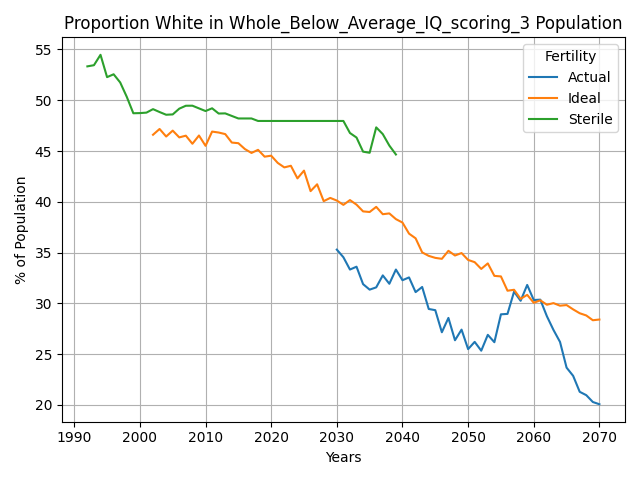 Proportion White in Whole_Below_Average_IQ_scoring_3 Population
Fertility
Actual
Ideal
Sterile
% of Population
55
50
45
40
35
30
25
20
1990
2000
2010
2020
2030
2040
2050
2060
2070
Years